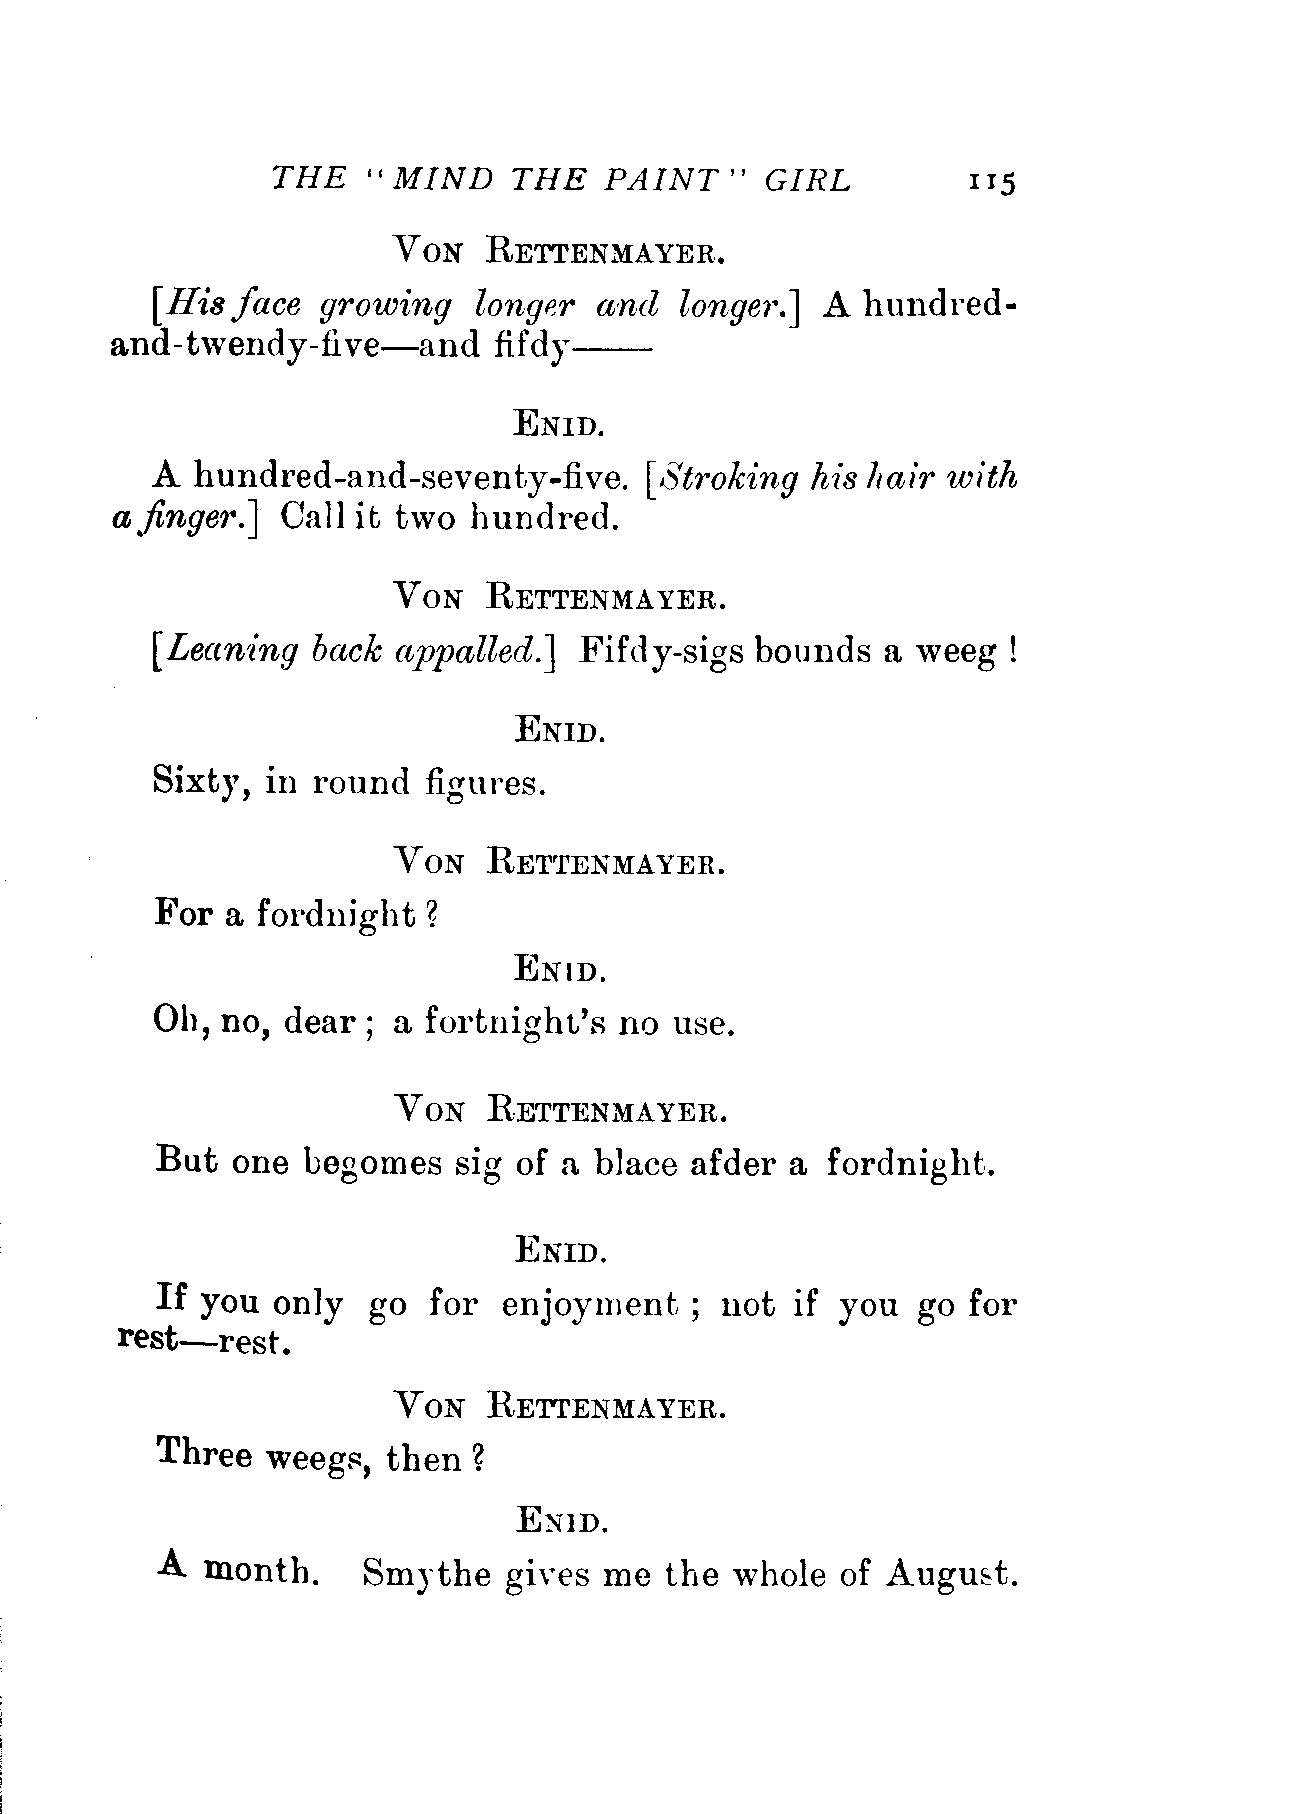 THE "MIND THE PAINT" GIRL 115
VON RETTENMAYER.
[His face growing longer and longer.] A hundred-
and-twendy-five—and fifdy——
ENID.
A hundred-and-seventy-five. [Stroking his hair with
a finger.] Call it two hundred.
VON RETTENMAYER.
[Leaning back appalled.] Fifdy-sigs bounds a weeg !
ENID.
Sixty, in round figures.
VON RETTENMAYER.
For a fordnight ?
ENID.
Oh, no, dear ; a fortnight's no use.
VON RETTENMAYER.
But one begomes sig of a blace afder a fordnight.
ENID.
If you only go for enjoyment ; not if you go for
rest—rest.
VON RETTENMAYER.
Three weegs, then ?
ENID.
A month. Smythe gives me the whole of August.